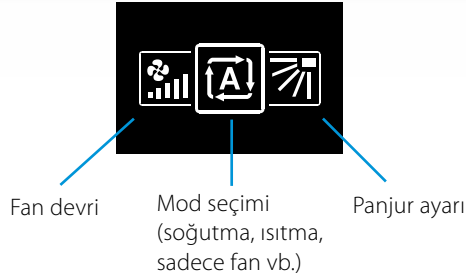 A
Fan devri
Mod seçimi
(soğutma, ısıtma,
sadece fan vb.)
Panjur ayarı